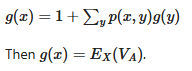 g(x) = 1 + ∑_y p(x, y)g(y)
Then g(x) = E_X(V_A).